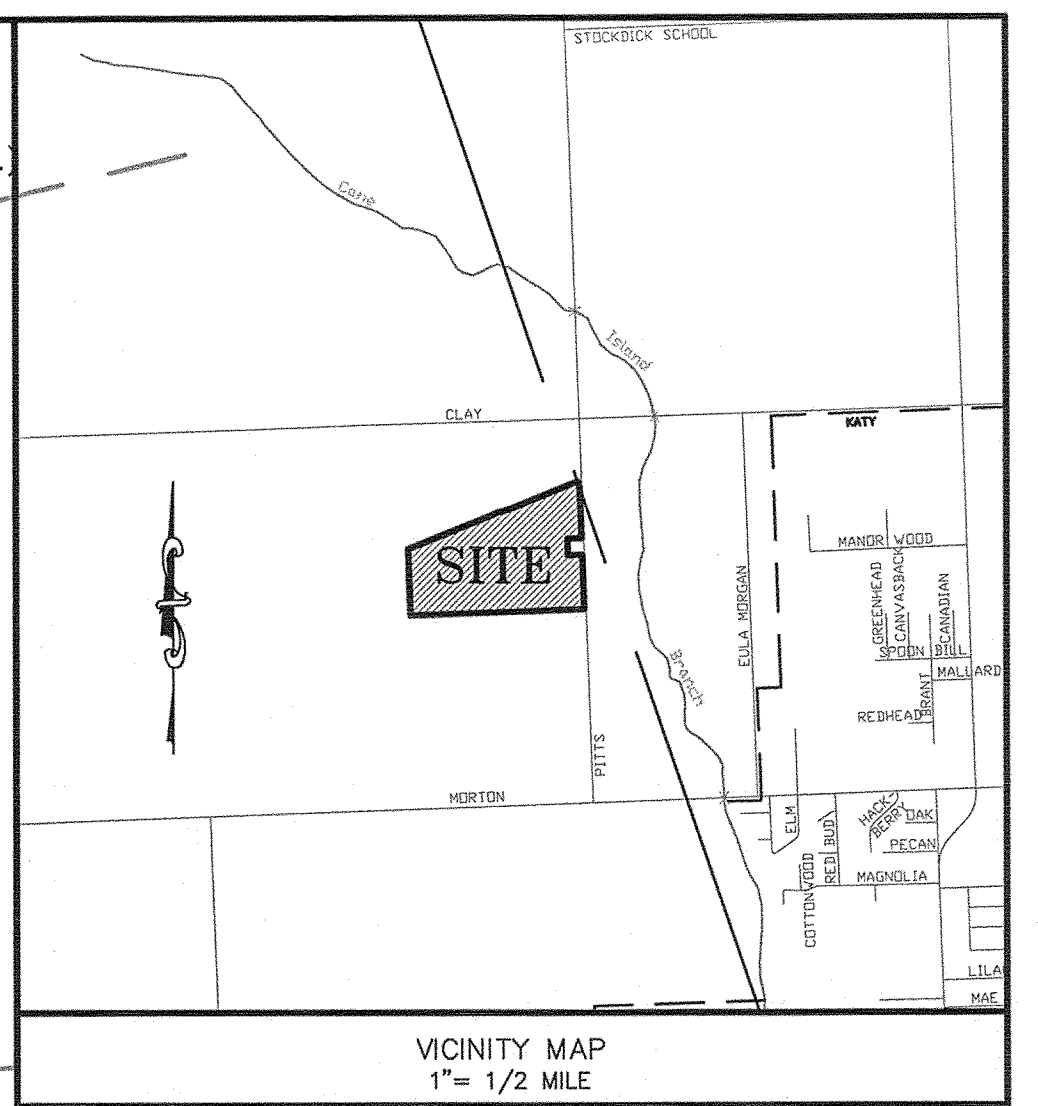 STOCKDICK SCHOOL
Cane
Island
CLAY
KATY
SITE
MANOR WOOD
GREENHEAD
CANVASBACK
CANADIAN
EULA MORGAN
SPOON BILL
MALLARD
BRANT
REDHEAD
Branch
PITTS
MORTON
ELM
RED BUD
HACK-
BERRY
OAK
PECAN
COTTONWOOD
MAGNOLIA
LILA
MAE
VICINITY MAP
1"= 1/2 MILE